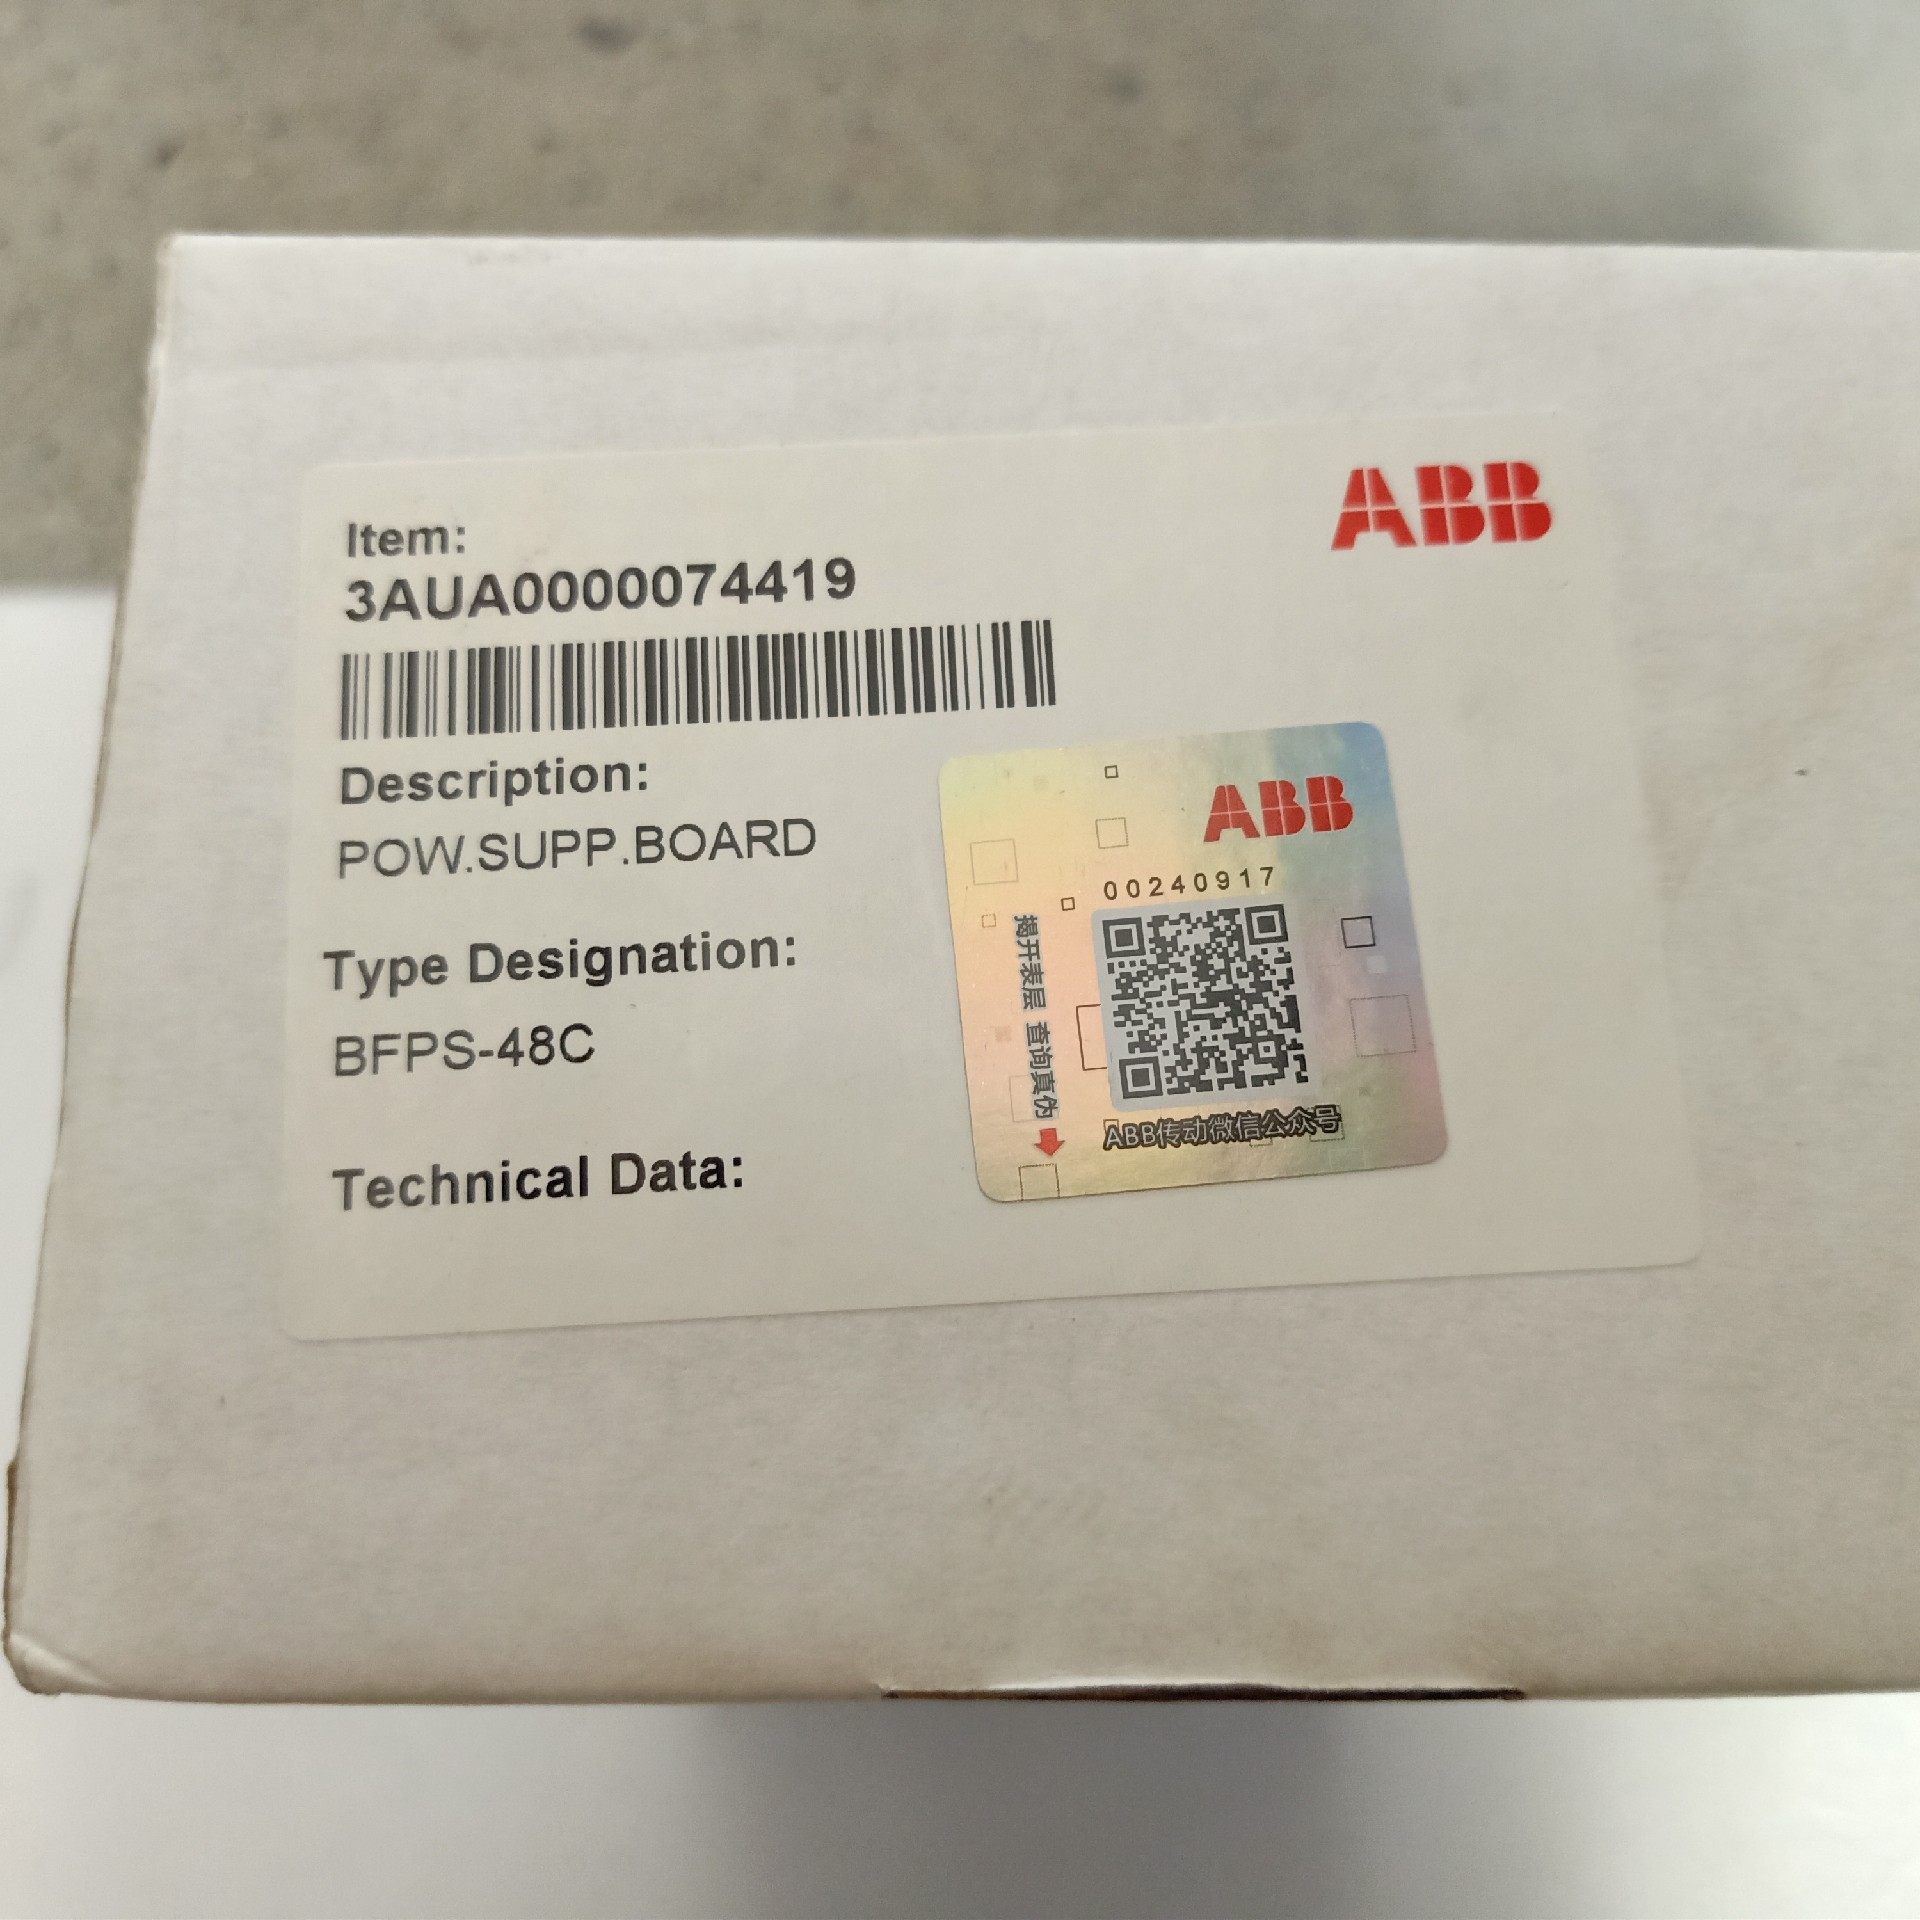 ABB
Item:
3AUA0000074419
Description:
POW.SUPP.BOARD
Type Designation:
BFPS-48C
Technical Data:
ABB
00240917
揭开表层 查询真伪
ABB传动微信公众号